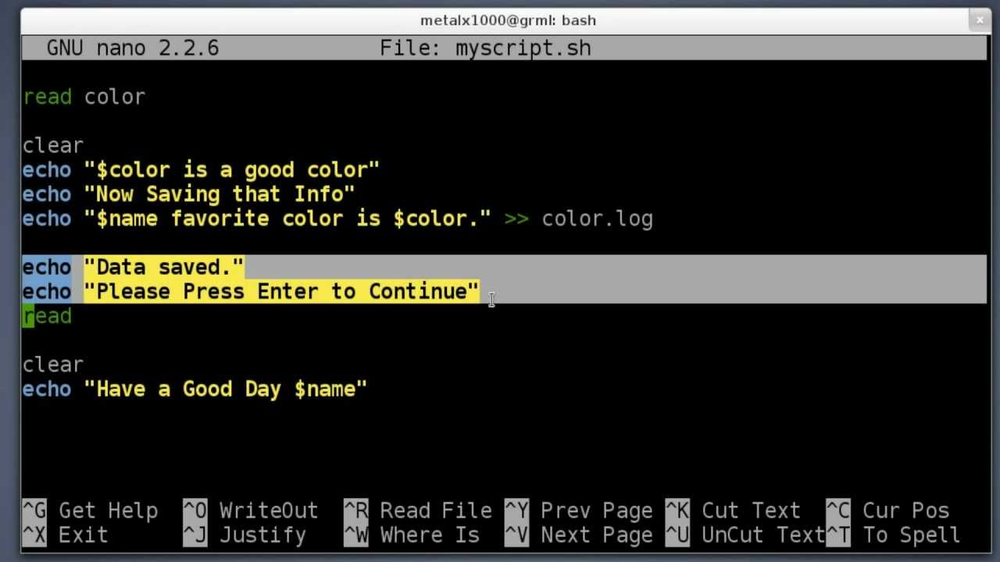 metalx1000@grml: bash
GNU nano 2.2.6 File: myscript.sh
read color
clear
echo "$color is a good color"
echo "Now Saving that Info"
echo "$name favorite color is $color." >> color.log
echo "Data saved."
echo "Please Press Enter to Continue"
read
clear
echo "Have a Good Day $name"
^G Get Help ^O WriteOut ^R Read File ^Y Prev Page ^K Cut Text ^C Cur Pos
^X Exit ^J Justify ^W Where Is ^V Next Page ^U UnCut Text ^T To Spell